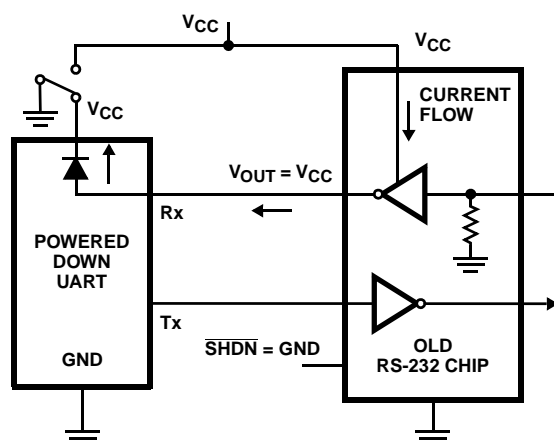 VCC
VCC
VCC
CURRENT
FLOW
VOUT = VCC
Rx
POWERED
DOWN
UART
Tx
GND
SHDN = GND
OLD
RS-232 CHIP